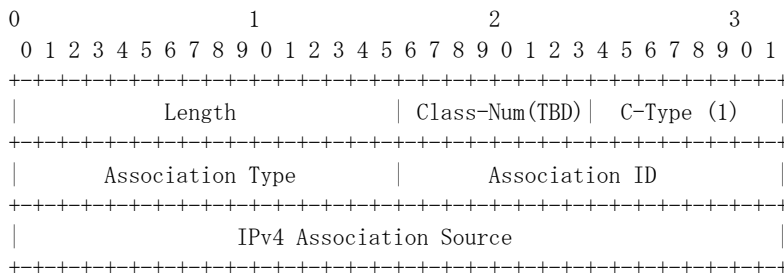 0                   1                   2                   3
 0 1 2 3 4 5 6 7 8 9 0 1 2 3 4 5 6 7 8 9 0 1 2 3 4 5 6 7 8 9 0 1
+-+-+-+-+-+-+-+-+-+-+-+-+-+-+-+-+-+-+-+-+-+-+-+-+-+-+-+-+-+-+-+-+
|            Length             | Class-Num(TBD)|  C-Type (1)   |
+-+-+-+-+-+-+-+-+-+-+-+-+-+-+-+-+-+-+-+-+-+-+-+-+-+-+-+-+-+-+-+-+
|       Association Type        |       Association ID          |
+-+-+-+-+-+-+-+-+-+-+-+-+-+-+-+-+-+-+-+-+-+-+-+-+-+-+-+-+-+-+-+-+
|                  IPv4 Association Source                      |
+-+-+-+-+-+-+-+-+-+-+-+-+-+-+-+-+-+-+-+-+-+-+-+-+-+-+-+-+-+-+-+-+